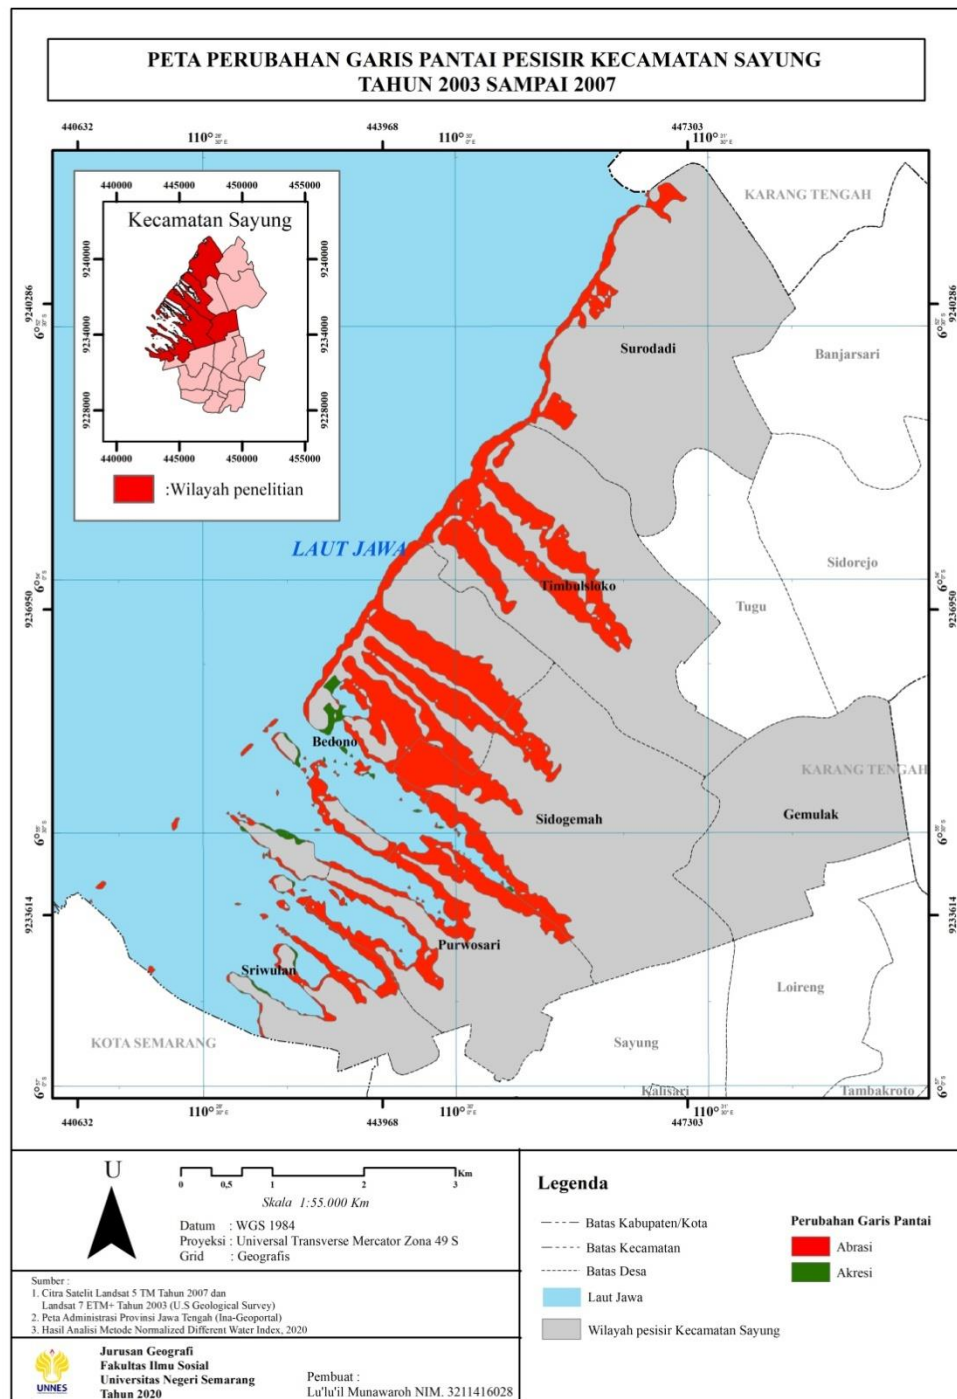 PETA PERUBAHAN GARIS PANTAI PESISIR KECAMATAN SAYUNG
TAHUN 2003 SAMPAI 2007
440632
443968
447303
110°
110°
110°
440000 445000 450000 455000
Kecamatan Sayung
9240000
9234000
9228000
9240000
9234000
9228000
440000 445000 450000 455000
:Wilayah penelitian
KARANG TENGAH
9240286
9240286
Surodadi
Banjarsari
LAUT JAWA
Sidorejo
Timbulsloko
Tugu
9236950
9236950
Bedono
KARANG TENGAH
Sidogemah
Gemulak
9233614
9233614
Purwosari
Sriwulan
Loireng
KOTA SEMARANG
Sayung
Kalisari
Tambakroto
440632
443968
447303
110°
110°
110°
U
Km
0 0,5 1 2 3
Skala 1:55.000 Km
Datum : WGS 1984
Proyeksi : Universal Transverse Mercator Zona 49 S
Grid : Geografis
Sumber :
1. Citra Satelit Landsat 5 TM Tahun 2007 dan
Landsat 7 ETM+ Tahun 2003 (U.S Geological Survey)
2. Peta Administrasi Provinsi Jawa Tengah (Ina-Geoportal)
3. Hasil Analisi Metode Normalized Different Water Index, 2020
UNNES
Jurusan Geografi
Fakultas Ilmu Sosial
Universitas Negeri Semarang
Tahun 2020
Pembuat :
Lu'lu'il Munawaroh NIM. 3211416028
Legenda
Batas Kabupaten/Kota
Batas Kecamatan
Batas Desa
Laut Jawa
Wilayah pesisir Kecamatan Sayung
Perubahan Garis Pantai
Abrasi
Akresi